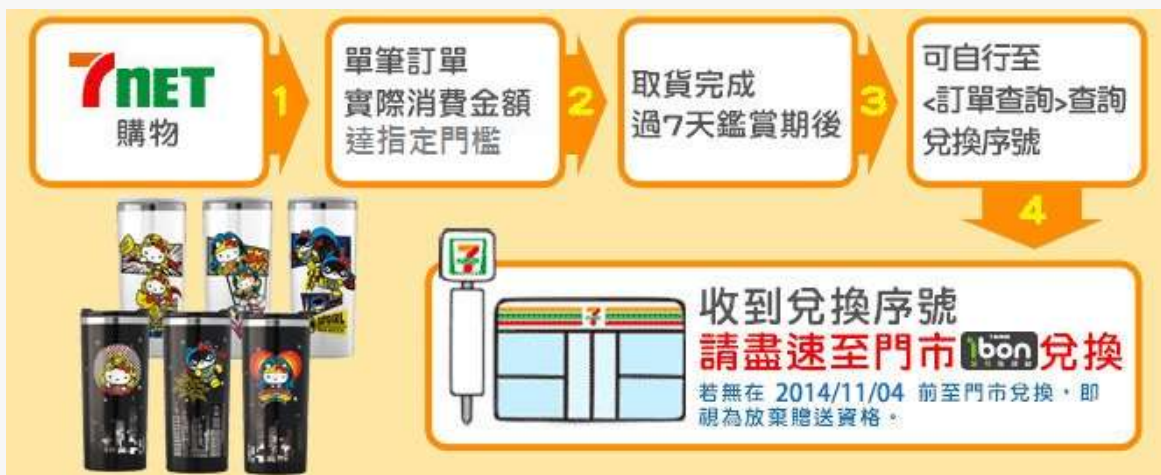 7NET
購物
1
單筆訂單
實際消費金額
達指定門檻
2
取貨完成
過7天鑑賞期後
3
可自行至
<訂單查詢>查詢
兌換序號
4
收到兌換序號
請盡速至門市ibon兌換
若無在 2014/11/04 前至門市兌換，即
視為放棄贈送資格。